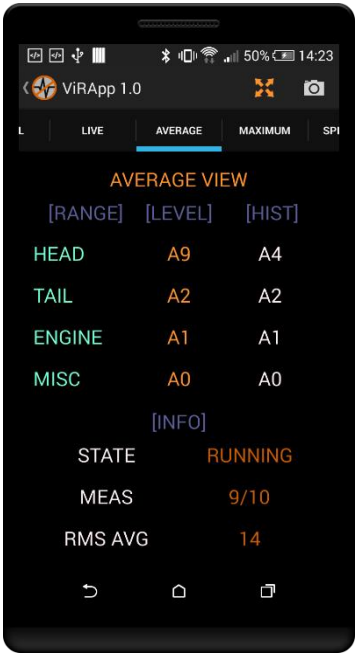 50% 14:23
ViRApp 1.0
L LIVE AVERAGE MAXIMUM SPE
AVERAGE VIEW
[RANGE] [LEVEL] [HIST]
HEAD A9 A4
TAIL A2 A2
ENGINE A1 A1
MISC A0 A0
[INFO]
STATE RUNNING
MEAS 9/10
RMS AVG 14